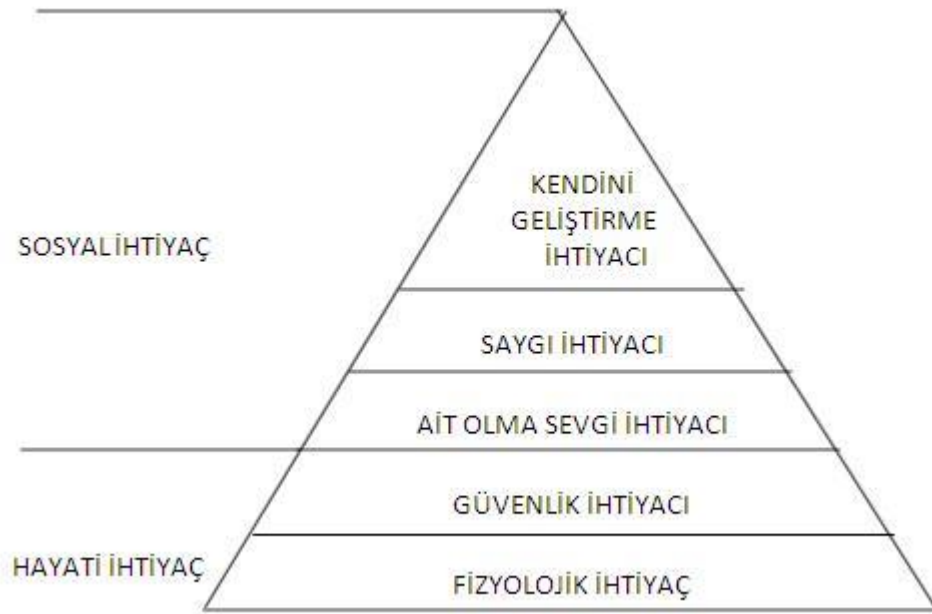 KENDİNİ
GELİŞTİRME
İHTİYACI
SOSYAL İHTİYAÇ
SAYGI İHTİYACI
AİT OLMA SEVGİ İHTİYACI
GÜVENLİK İHTİYACI
HAYATİ İHTİYAÇ
FİZYOLOJİK İHTİYAÇ